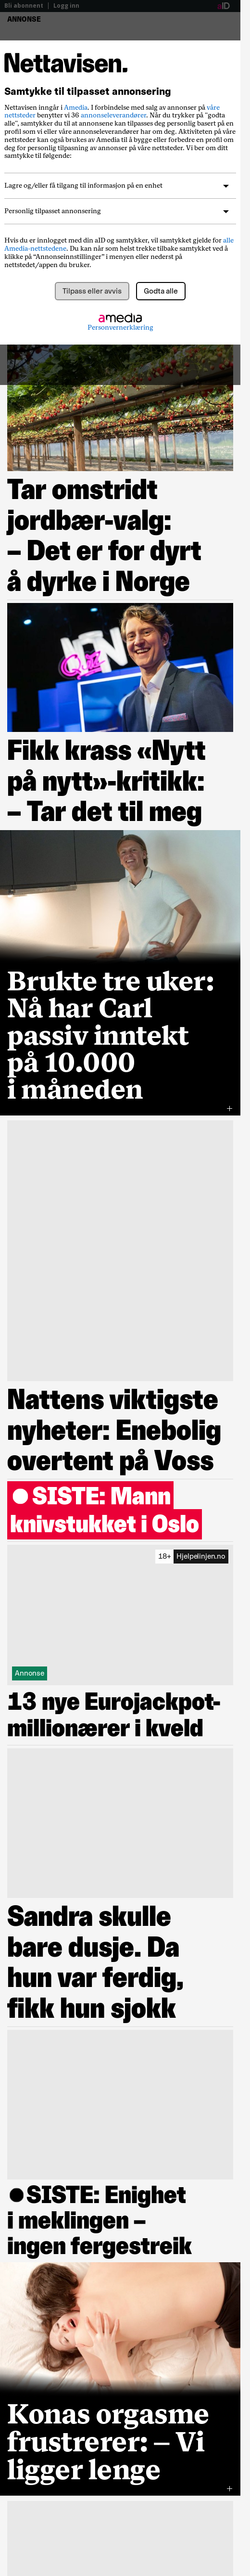 Bli abonnent | Logg inn
aID
ANNONSE
Nettavisen.
Samtykke til tilpasset annonsering
Nettavisen inngår i Amedia. I forbindelse med salg av annonser på våre
nettsteder benytter vi 36 annonseleverandører. Når du trykker på "godta
alle", samtykker du til at annonsene kan tilpasses deg personlig basert på en
profil som vi eller våre annonseleverandører har om deg. Aktiviteten på våre
nettsteder kan også brukes av Amedia til å bygge eller forbedre en profil om
deg for personlig tilpasning av annonser på våre nettsteder. Vi ber om ditt
samtykke til følgende:
Lagre og/eller få tilgang til informasjon på en enhet
Personlig tilpasset annonsering
Hvis du er innlogget med din aID og samtykker, vil samtykket gjelde for alle
Amedia-nettstedene. Du kan når som helst trekke tilbake samtykket ved å
klikke på “Annonseinnstillinger” i menyen eller nederst på
nettstedet/appen du bruker.
Tilpass eller avvis
Godta alle
amedia
Personvernerklæring
Tar omstridt
jordbær-valg:
– Det er for dyrt
å dyrke i Norge
Fikk krass «Nytt
på nytt»-kritikk:
– Tar det til meg
Brukte tre uker:
Nå har Carl
passiv inntekt
på 10.000
i måneden
Nattens viktigste
nyheter: Enebolig
overtent på Voss
SISTE: Mann
knivstukket i Oslo
18+ Hjelpelinjen.no
Annonse
13 nye Eurojackpot-
millionærer i kveld
Sandra skulle
bare dusje. Da
hun var ferdig,
fikk hun sjokk
SISTE: Enighet
i meklingen –
ingen fergestreik
Konas orgasme
frustrerer: – Vi
ligger lenge